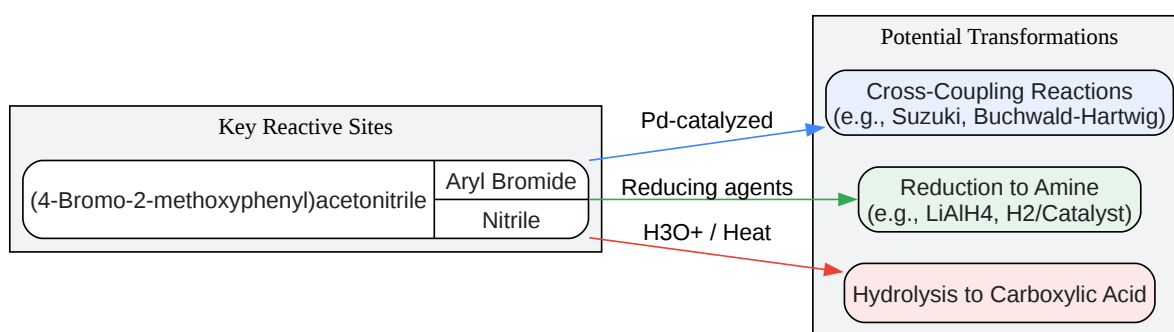 Key Reactive Sites
(4-Bromo-2-methoxyphenyl)acetonitrile
Aryl Bromide
Nitrile
Pd-catalyzed
Reducing agents
H3O+ / Heat
Potential Transformations
Cross-Coupling Reactions
(e.g., Suzuki, Buchwald-Hartwig)
Reduction to Amine
(e.g., LiAlH4, H2/Catalyst)
Hydrolysis to Carboxylic Acid